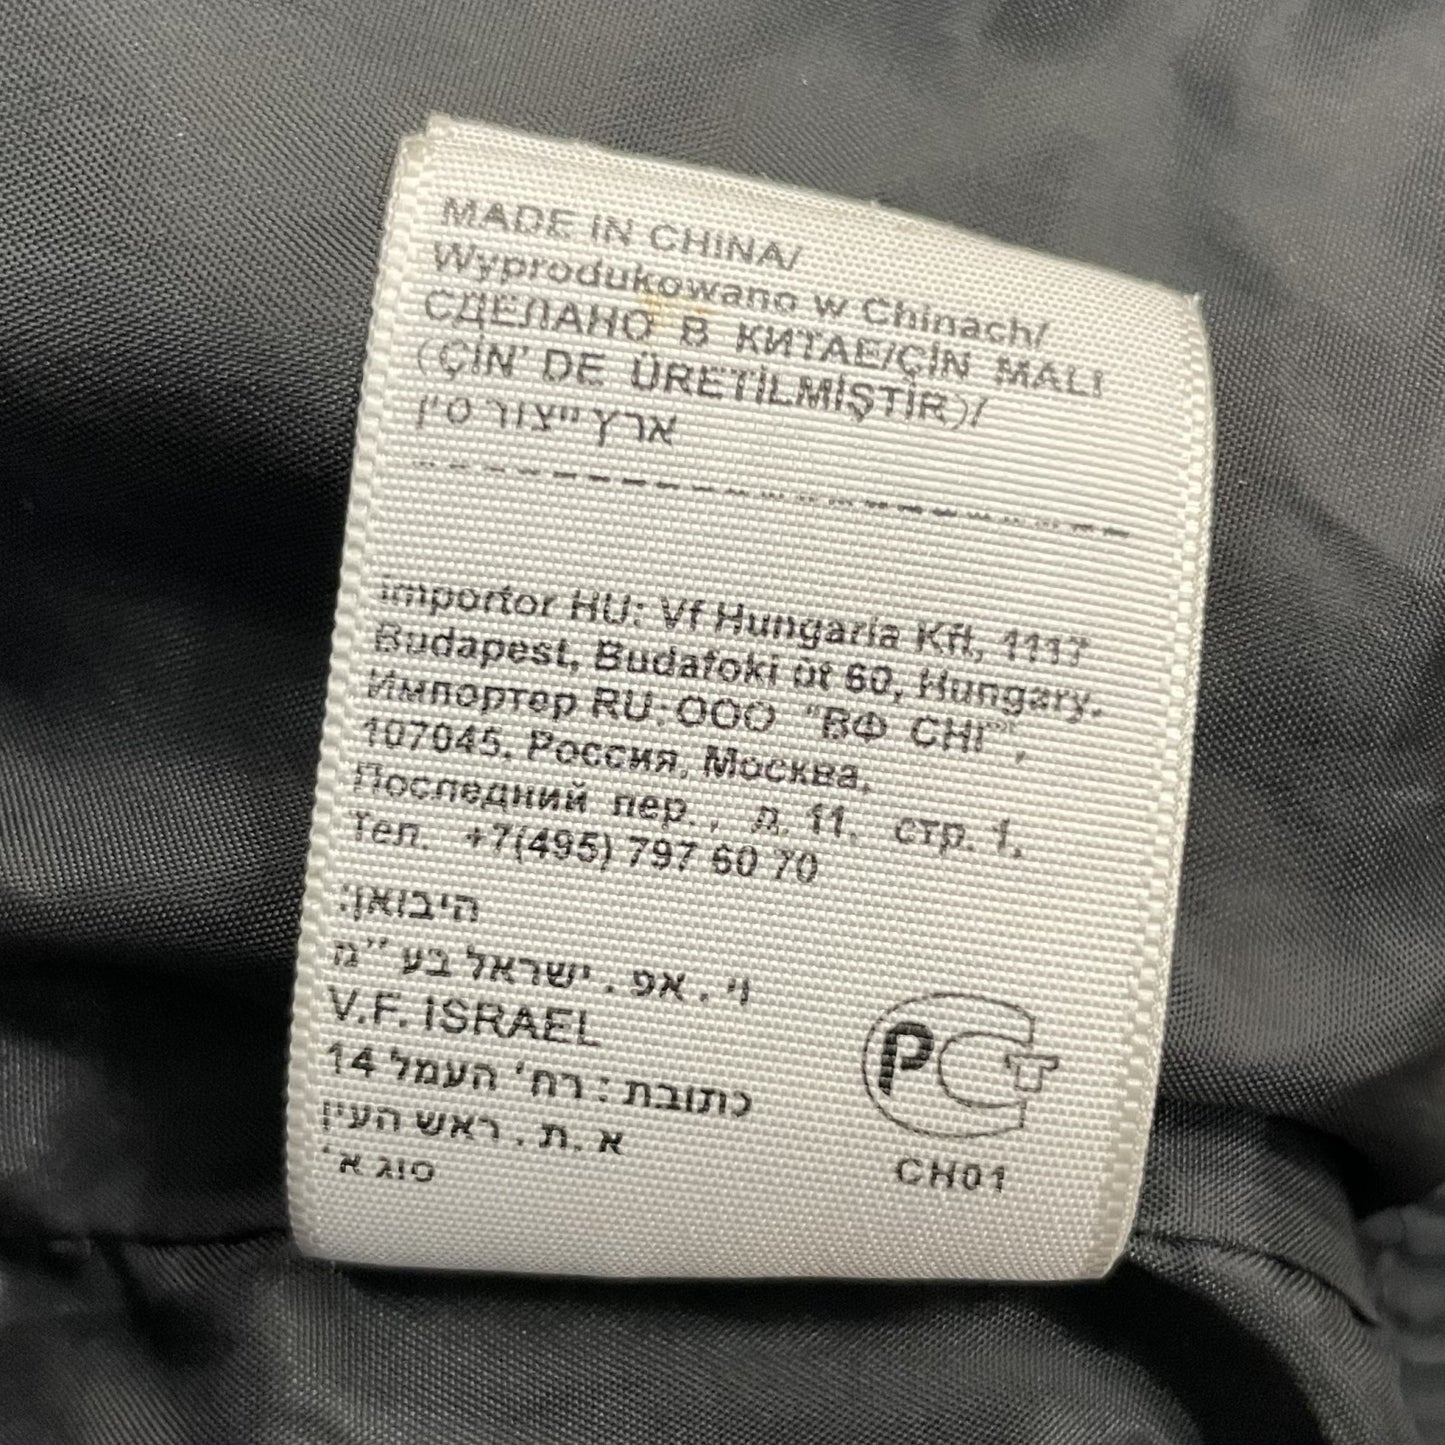 MADE IN CHINA/
Wyprodukowano w Chinach/
СДЕЛАНО В КИТАЕ/ÇİN MALI
(ÇİN' DE ÜRETİLMİŞTİR)/
ארץ ייצור סין
Importor HU: Vf Hungaria Kft, 1117
Budapest, Budafoki út 60, Hungary.
Импортер RU: ООО "ВФ СНГ",
107045, Россия, Москва,
Последний пер., д. 11, стр. 1,
Тел. +7(495) 797 60 70
היבואן:
וי. אפ. ישראל בע"מ
V.F. ISRAEL
כתובת: רח' העמל 14
א.ת. ראש העין
סוג א'
РСТ
CH01